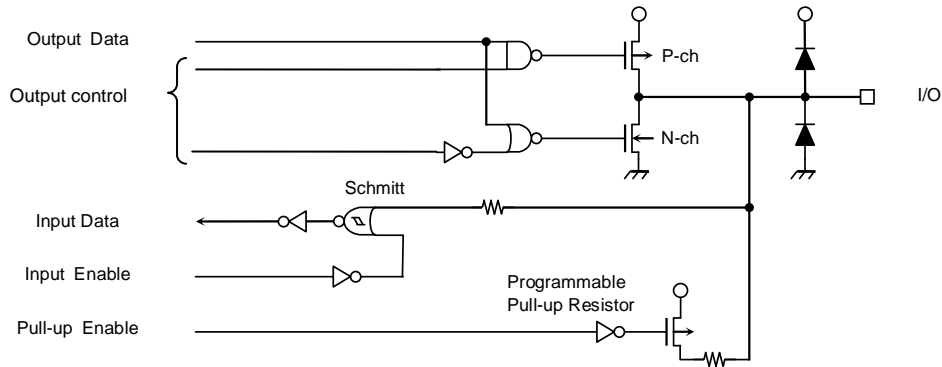 Output Data
Output control
P-ch
I/O
N-ch
Schmitt
Input Data
Input Enable
Programmable
Pull-up Resistor
Pull-up Enable